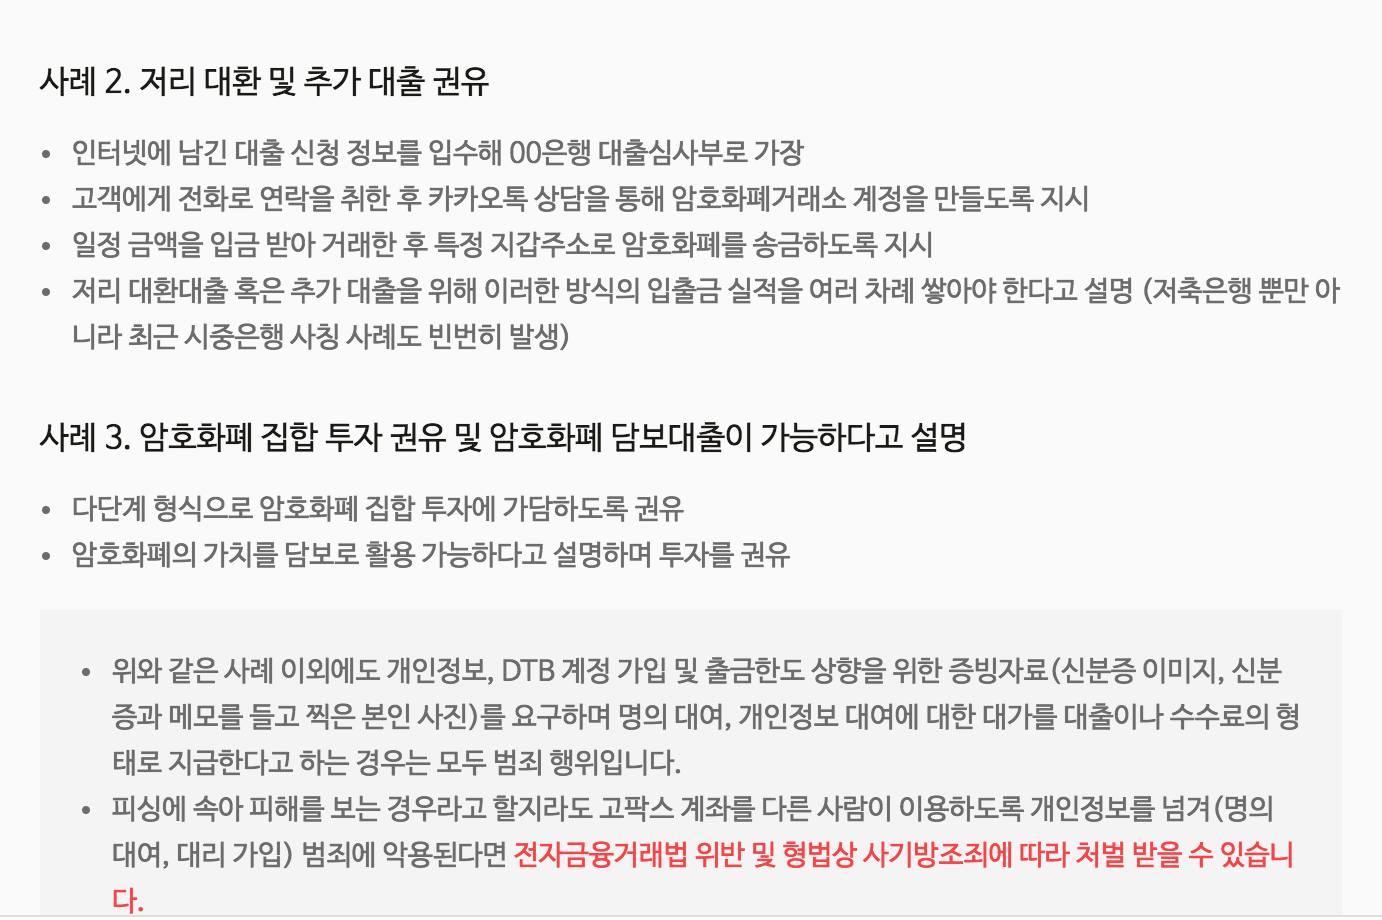 사례 2. 저리 대환 및 추가 대출 권유
• 인터넷에 남긴 대출 신청 정보를 입수해 00은행 대출심사부로 가장
• 고객에게 전화로 연락을 취한 후 카카오톡 상담을 통해 암호화폐거래소 계정을 만들도록 지시
• 일정 금액을 입금 받아 거래한 후 특정 지갑주소로 암호화폐를 송금하도록 지시
• 저리 대환대출 혹은 추가 대출을 위해 이러한 방식의 입출금 실적을 여러 차례 쌓아야 한다고 설명 (저축은행 뿐만 아
니라 최근 시중은행 사칭 사례도 빈번히 발생)
사례 3. 암호화폐 집합 투자 권유 및 암호화폐 담보대출이 가능하다고 설명
• 다단계 형식으로 암호화폐 집합 투자에 가담하도록 권유
• 암호화폐의 가치를 담보로 활용 가능하다고 설명하며 투자를 권유
• 위와 같은 사례 이외에도 개인정보, DTB 계정 가입 및 출금한도 상향을 위한 증빙자료(신분증 이미지, 신분
증과 메모를 들고 찍은 본인 사진)를 요구하며 명의 대여, 개인정보 대여에 대한 대가를 대출이나 수수료의 형
태로 지급한다고 하는 경우는 모두 범죄 행위입니다.
• 피싱에 속아 피해를 보는 경우라고 할지라도 고팍스 계좌를 다른 사람이 이용하도록 개인정보를 넘겨(명의
대여, 대리 가입) 범죄에 악용된다면 전자금융거래법 위반 및 형법상 사기방조죄에 따라 처벌 받을 수 있습니
다.